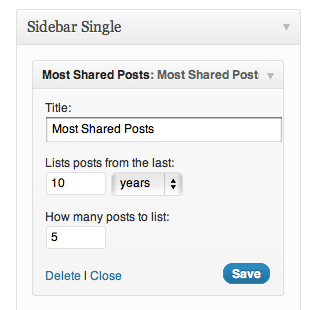 Sidebar Single
Most Shared Posts: Most Shared Post
Title:
Most Shared Posts
Lists posts from the last:
10 years
How many posts to list:
5
Delete | Close Save